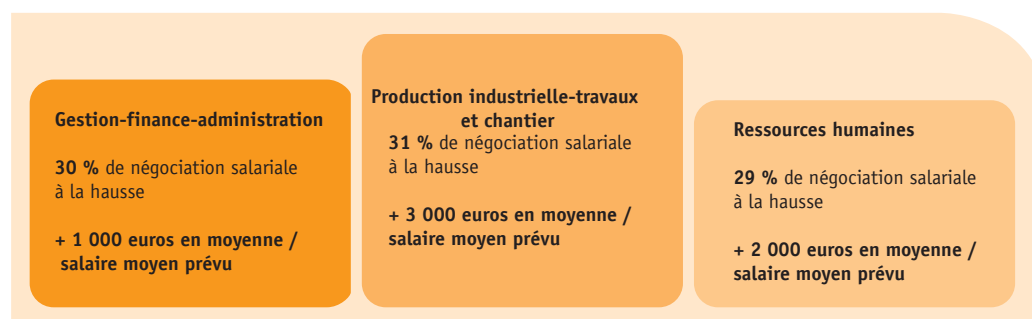 Gestion-finance-administration
30 % de négociation salariale
à la hausse
+ 1 000 euros en moyenne /
salaire moyen prévu
Production industrielle-travaux
et chantier
31 % de négociation salariale
à la hausse
+ 3 000 euros en moyenne /
salaire moyen prévu
Ressources humaines
29 % de négociation salariale
à la hausse
+ 2 000 euros en moyenne /
salaire moyen prévu